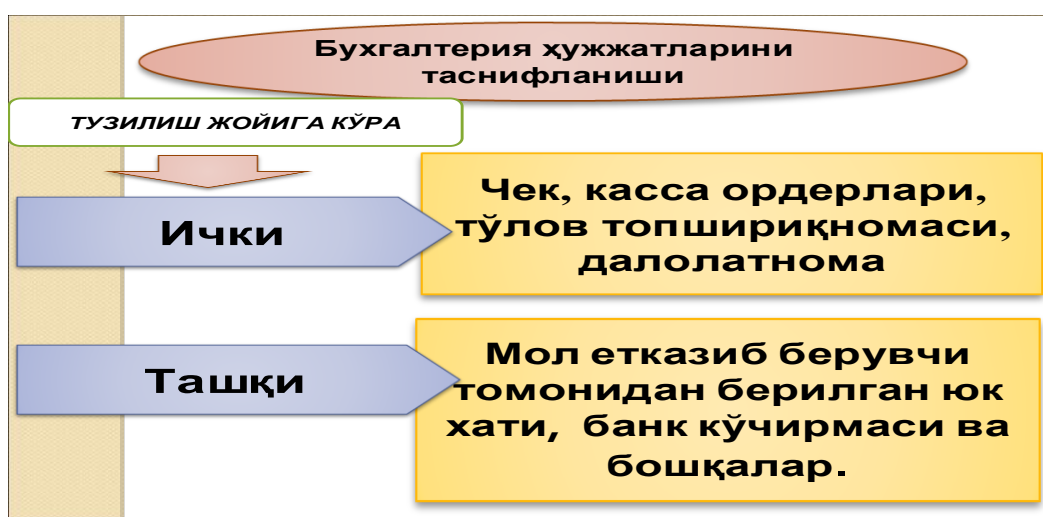 Бухгалтерия ҳужжатларини
таснифланиши
ТУЗИЛИШ ЖОЙИГА КЎРА
Ички
Чек, касса ордерлари,
тўлов топшириқномаси,
далолатнома
Ташқи
Мол етказиб берувчи
томонидан берилган юк
хати, банк кўчирмаси ва
бошқалар.